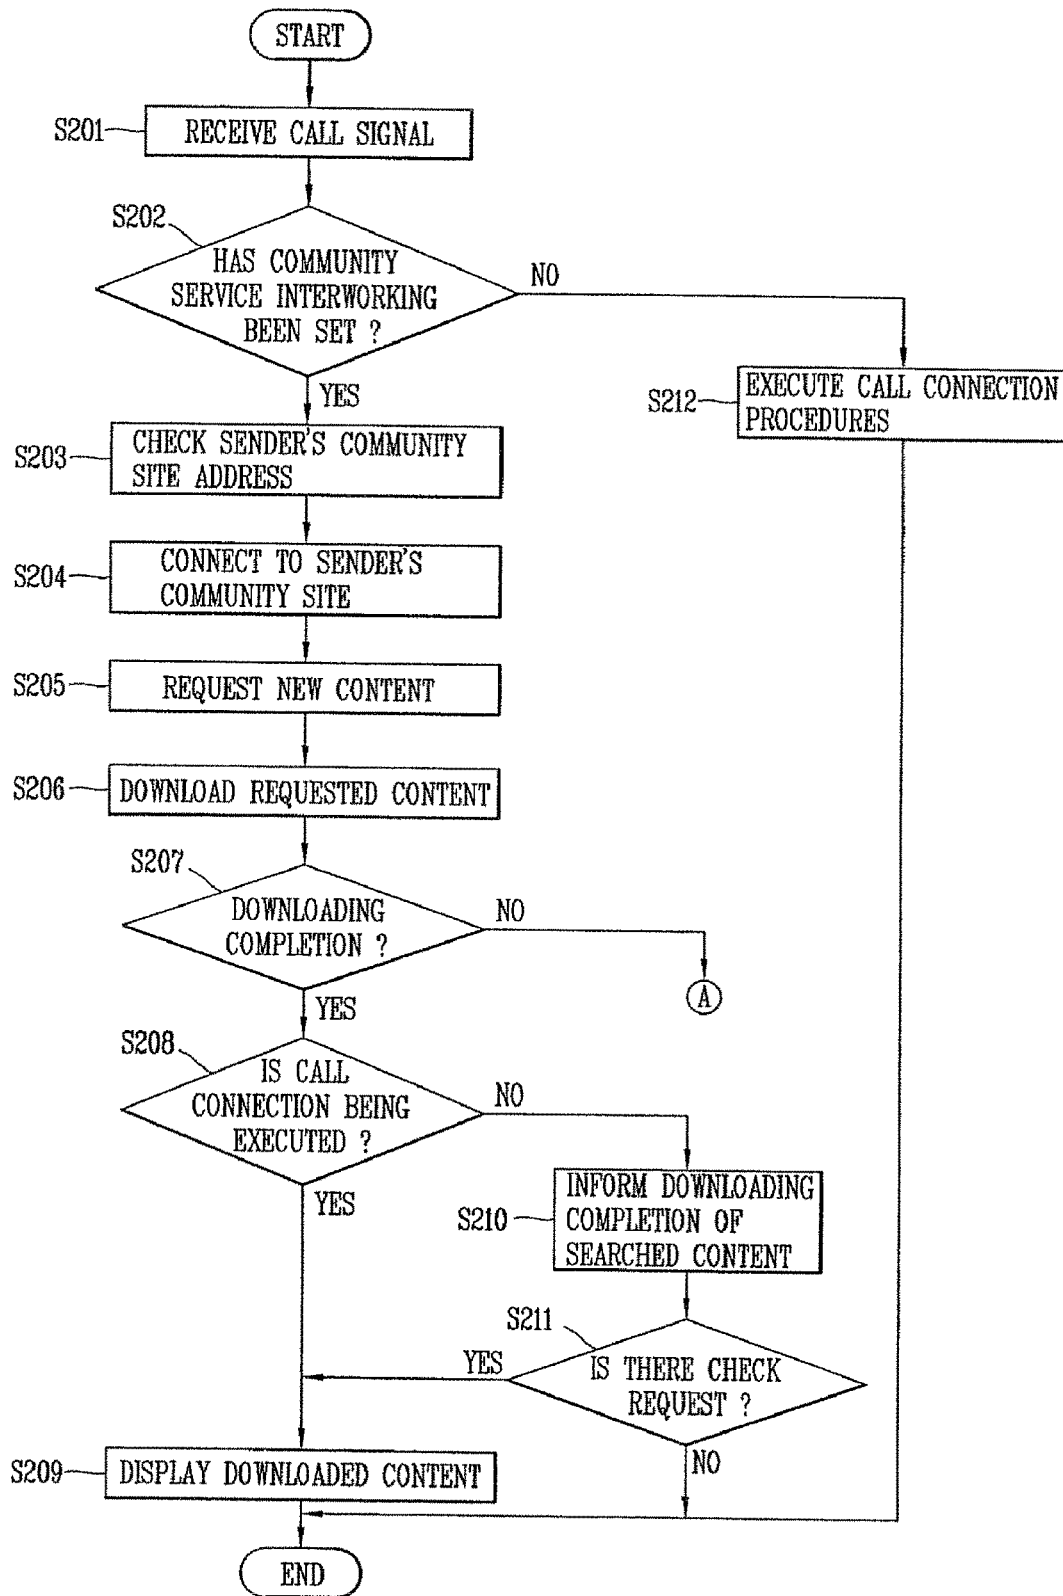 START
S201
RECEIVE CALL SIGNAL
S202
HAS COMMUNITY
SERVICE INTERWORKING
BEEN SET ?
NO
YES
S212
EXECUTE CALL CONNECTION
PROCEDURES
S203
CHECK SENDER'S COMMUNITY
SITE ADDRESS
S204
CONNECT TO SENDER'S
COMMUNITY SITE
S205
REQUEST NEW CONTENT
S206
DOWNLOAD REQUESTED CONTENT
S207
DOWNLOADING
COMPLETION ?
NO
A
YES
S208
IS CALL
CONNECTION BEING
EXECUTED ?
NO
YES
S210
INFORM DOWNLOADING
COMPLETION OF
SEARCHED CONTENT
S211
IS THERE CHECK
REQUEST ?
YES
NO
S209
DISPLAY DOWNLOADED CONTENT
END